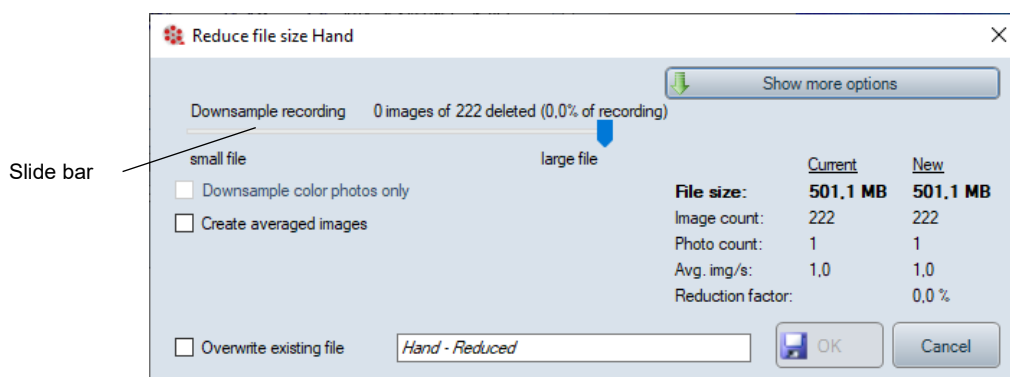 Reduce file size Hand
Show more options
Downsample recording 0 images of 222 deleted (0,0% of recording)
Slide bar
small file large file
Current New
Downsample color photos only
File size: 501,1 MB 501,1 MB
Create averaged images
Image count: 222 222
Photo count: 1 1
Avg. img/s: 1,0 1,0
Reduction factor: 0,0 %
Overwrite existing file Hand - Reduced OK Cancel